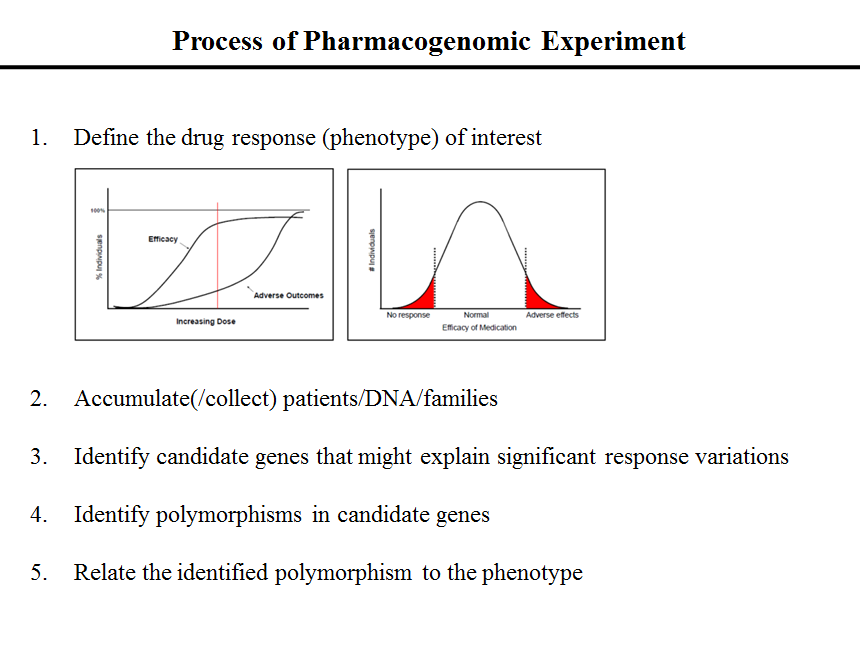 Process of Pharmacogenomic Experiment
1. Define the drug response (phenotype) of interest
100%
% Individuals
Efficacy
Adverse Outcomes
Increasing Dose
# Individuals
No response
Normal
Adverse effects
Efficacy of Medication
2. Accumulate(/collect) patients/DNA/families
3. Identify candidate genes that might explain significant response variations
4. Identify polymorphisms in candidate genes
5. Relate the identified polymorphism to the phenotype